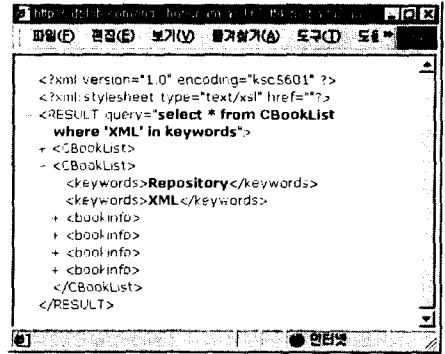 파일(F) 편집(E) 보기(V) 즐겨찾기(A) 도구(T)
<?xml version="1.0" encoding="ksc5601" ?>
<?xml:stylesheet type="text/xsl" href=""?>
- <RESULT query="select * from CBookList
where 'XML' in keywords">
+ <CBookList>
- <CBookList>
<keywords>Repository</keywords>
<keywords>XML</keywords>
+ <bookinfo>
+ <bookinfo>
+ <bookinfo>
+ <bookinfo>
</CBookList>
</RESULT>
인터넷